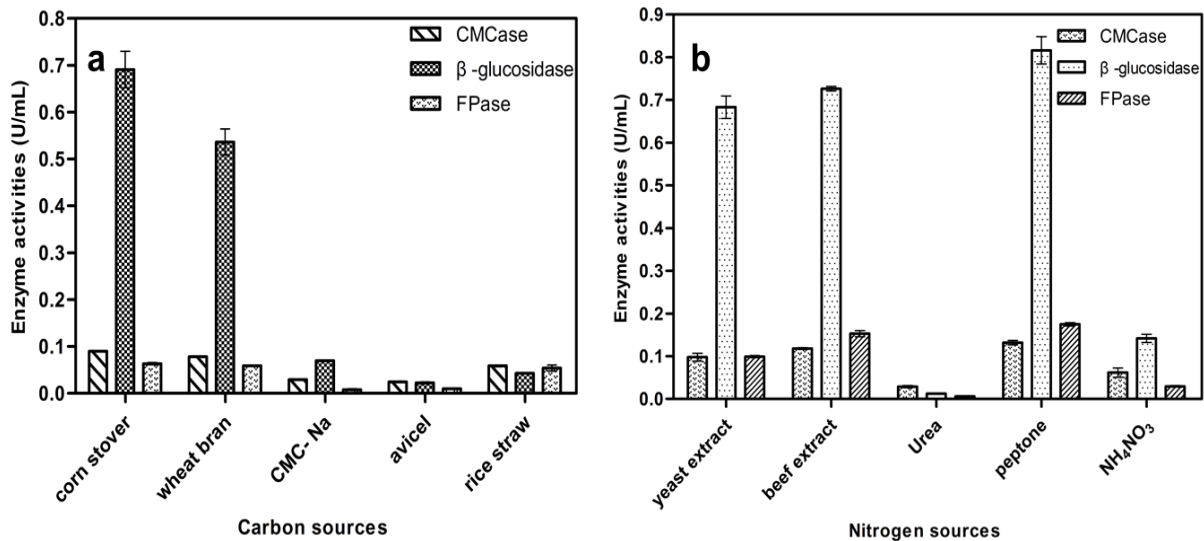 a
CMCase
β -glucosidase
FPase
Enzyme activities (U/mL)
0.8
0.7
0.6
0.5
0.4
0.3
0.2
0.1
0.0
corn stover
wheat bran
CMC- Na
avicel
rice straw
Carbon sources
b
CMCase
β -glucosidase
FPase
Enzyme activities (U/mL)
0.9
0.8
0.7
0.6
0.5
0.4
0.3
0.2
0.1
0.0
yeast extract
beef extract
Urea
peptone
NH₄NO₃
Nitrogen sources